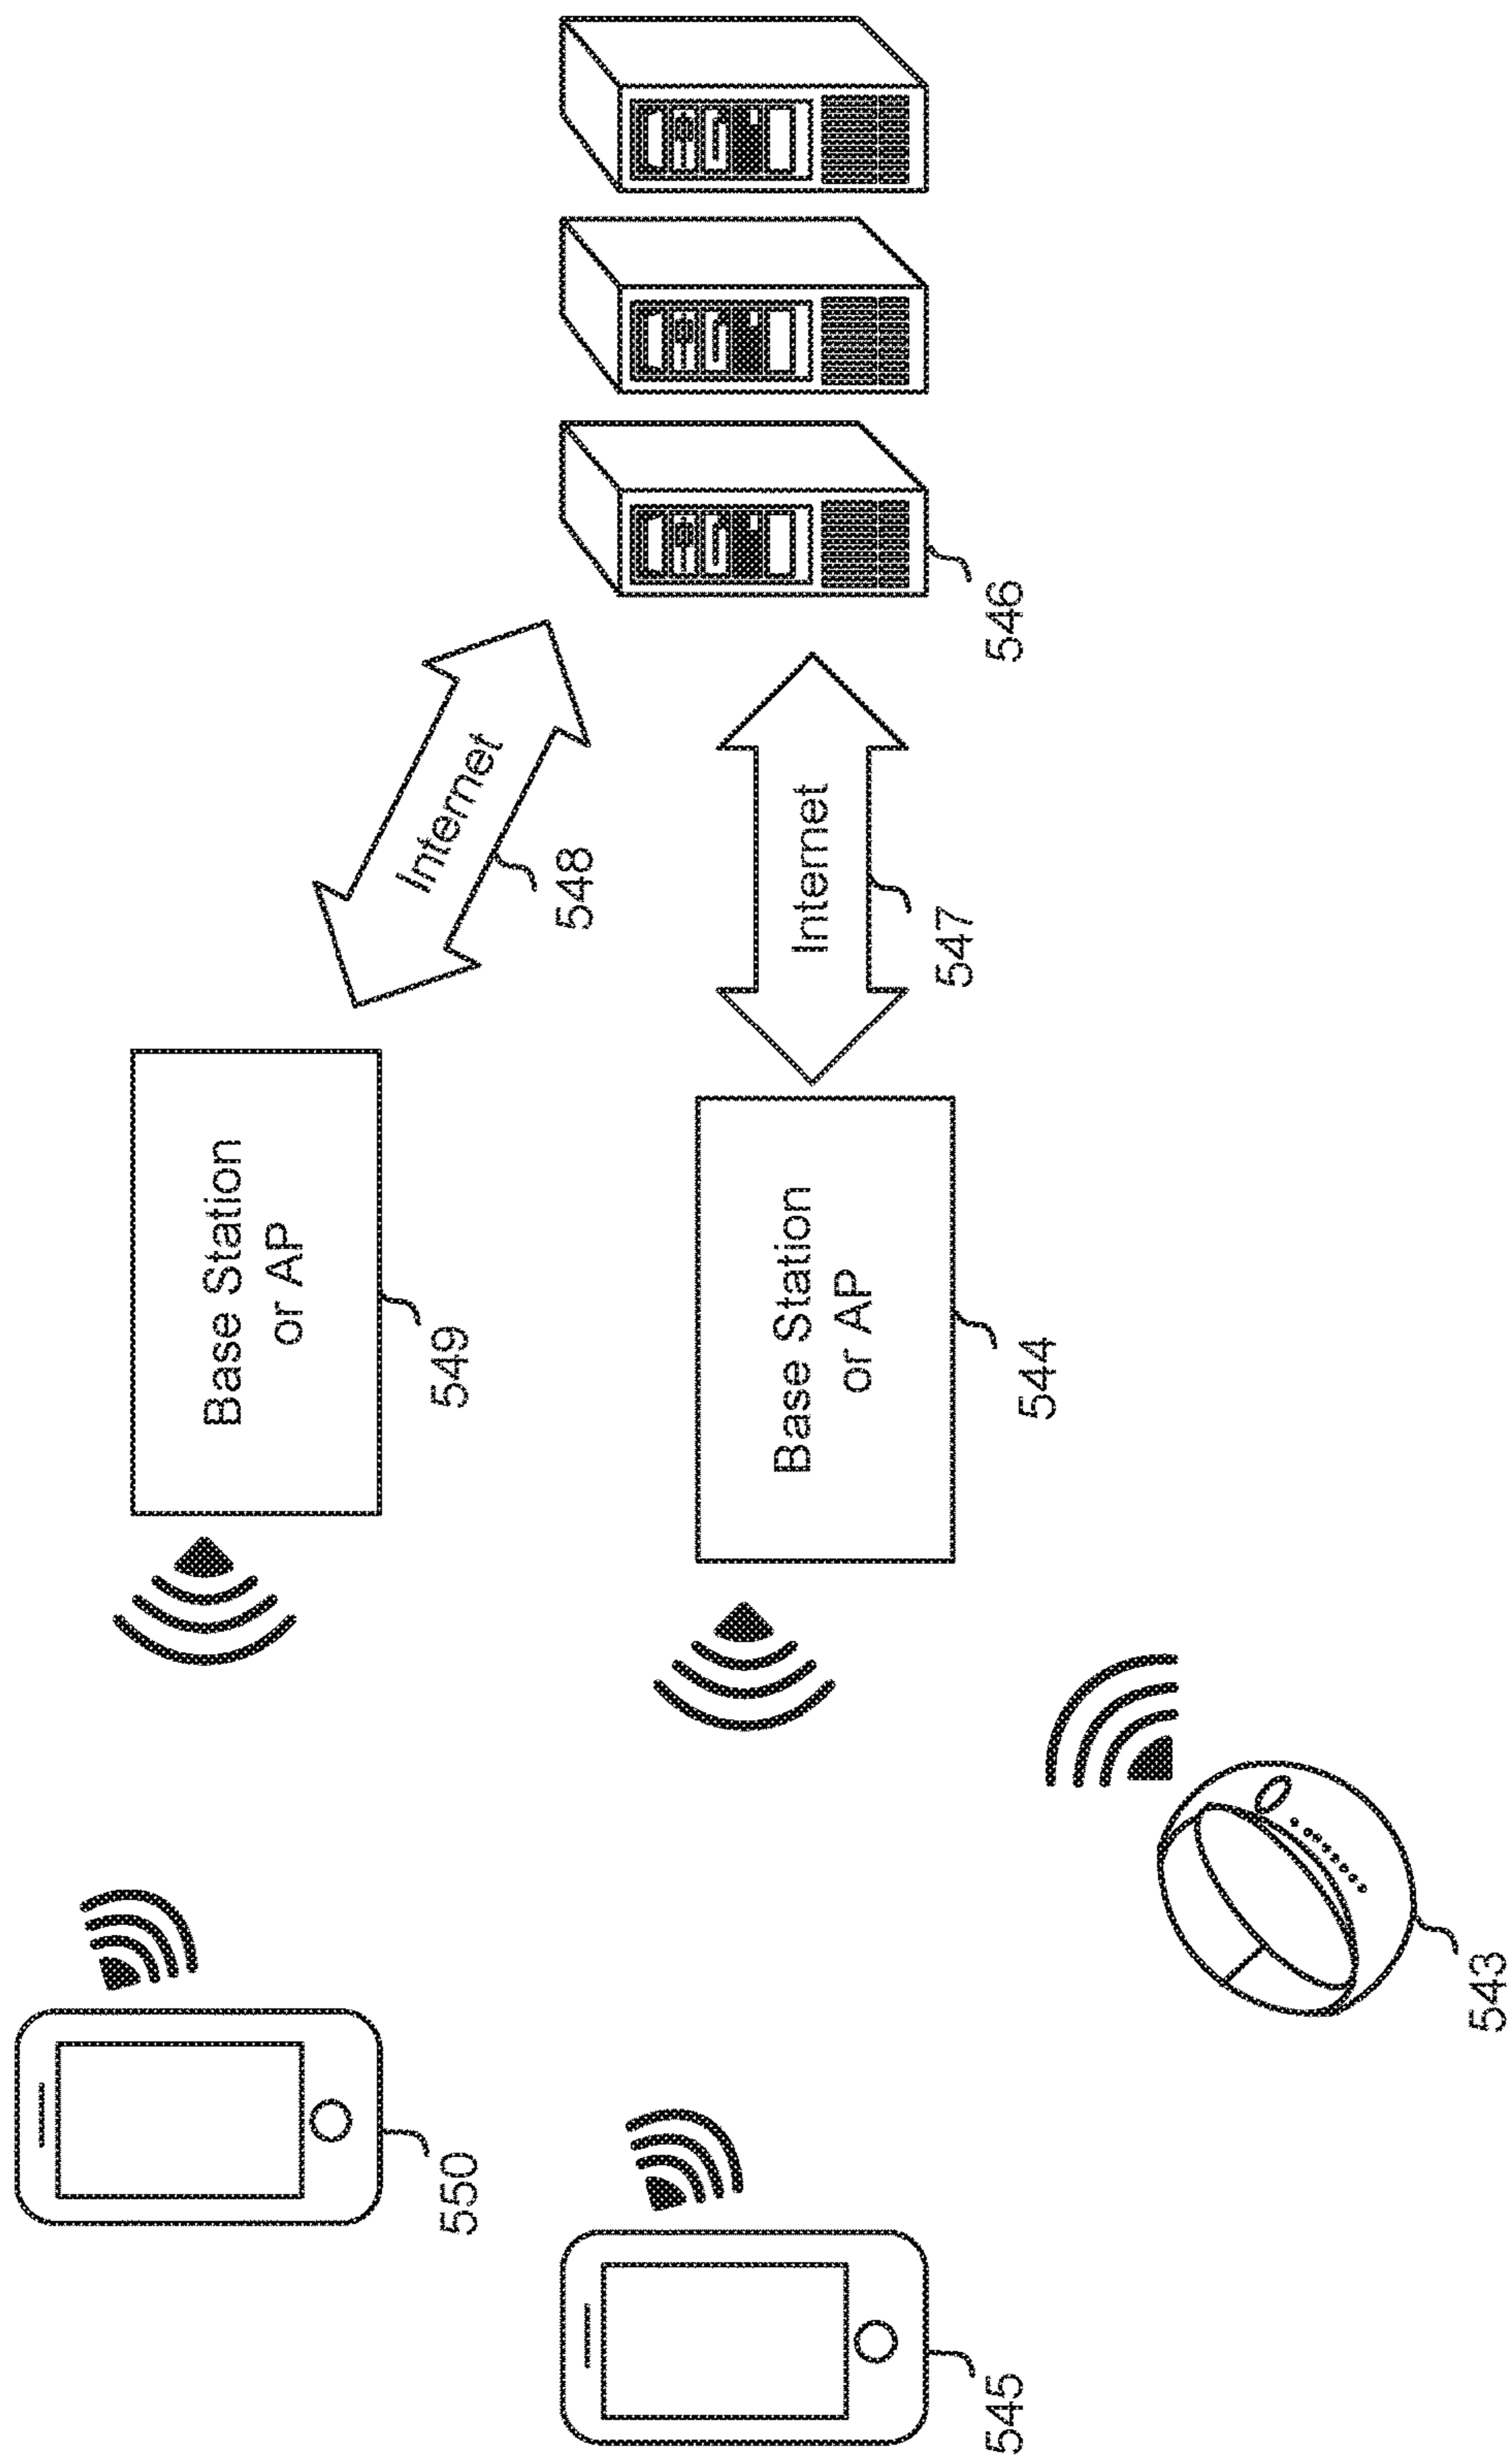 550
Base Station
or AP
549
Internet
548
545
Base Station
or AP
544
Internet
547
546
543